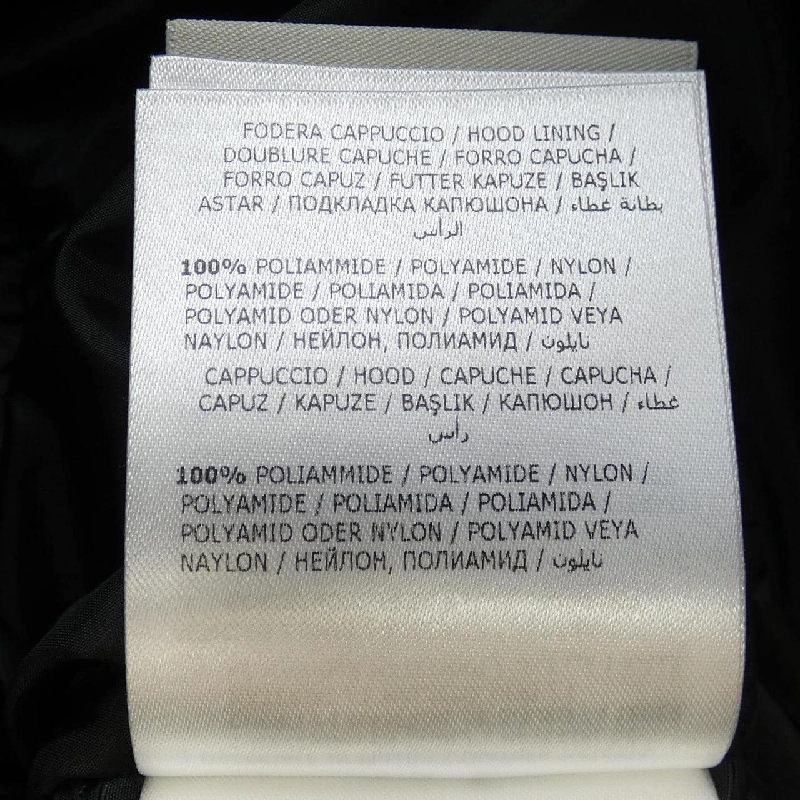 FODERA CAPPUCCIO / HOOD LINING /
DOUBLURE CAPUCHE / FORRO CAPUCHA /
FORRO CAPUZ / FUTTER KAPUZE / BAŞLIK
ASTAR / ПОДКЛАДКА КАПЮШОНА / بطانة غطاء
الرأس
100% POLIAMMIDE / POLYAMIDE / NYLON /
POLYAMIDE / POLIAMIDA / POLIAMIDA /
POLYAMID ODER NYLON / POLYAMID VEYA
NAYLON / НЕЙЛОН, ПОЛИАМИД / نايلون
CAPPUCCIO / HOOD / CAPUCHE / CAPUCHA /
CAPUZ / KAPUZE / BAŞLIK / КАПЮШОН / غطاء
رأس
100% POLIAMMIDE / POLYAMIDE / NYLON /
POLYAMIDE / POLIAMIDA / POLIAMIDA /
POLYAMID ODER NYLON / POLYAMID VEYA
NAYLON / НЕЙЛОН, ПОЛИАМИД / نايلون